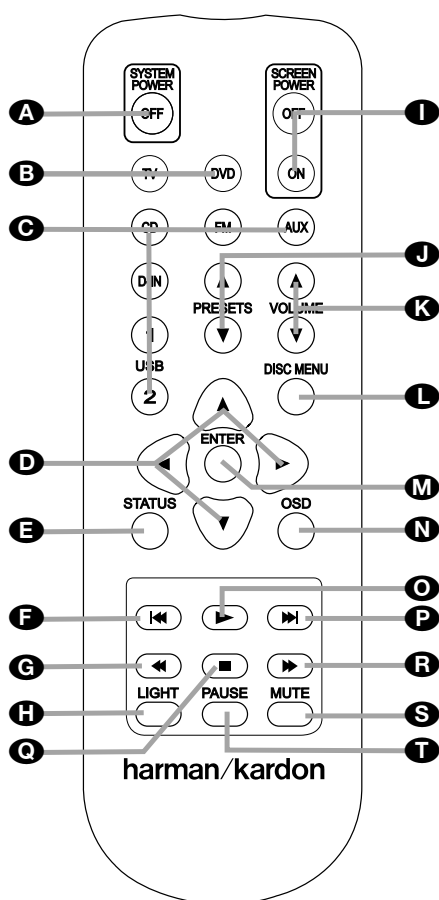 SYSTEM POWER
SCREEN POWER
A OFF OFF I
B TV DVD ON
C CD FM AUX
D-IN J
PRESETS VOLUME K
1
USB DISC MENU
2 L
ENTER
D M
STATUS OSD
E N
O
F P
G R
LIGHT PAUSE MUTE
H S
Q T
harman/kardon